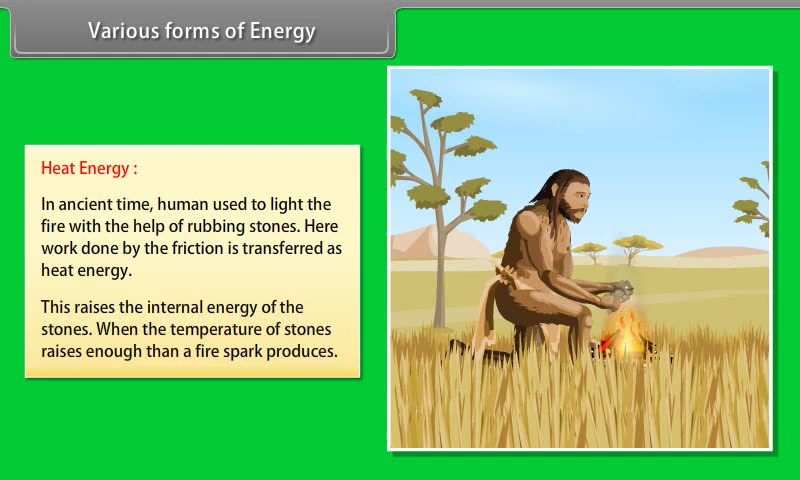 Various forms of Energy
Heat Energy :
In ancient time, human used to light the
fire with the help of rubbing stones. Here
work done by the friction is transferred as
heat energy.
This raises the internal energy of the
stones. When the temperature of stones
raises enough than a fire spark produces.